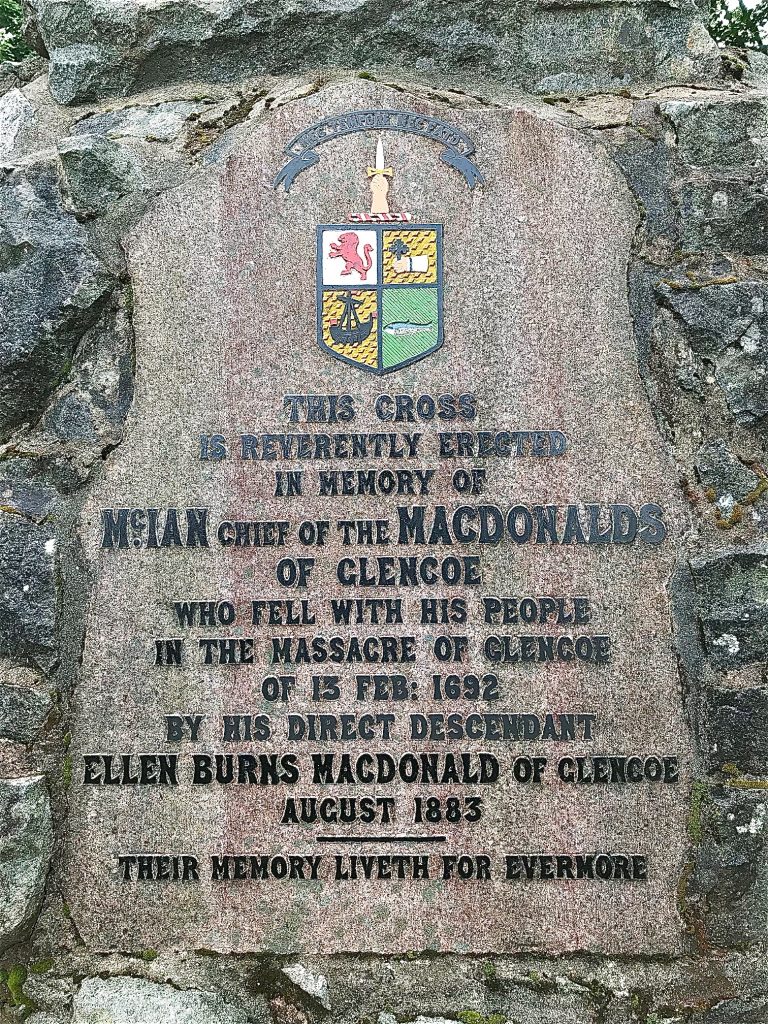 THIS CROSS
IS REVERENTLY ERECTED
IN MEMORY OF
McIAN CHIEF OF THE MACDONALDS
OF GLENCOE
WHO FELL WITH HIS PEOPLE
IN THE MASSACRE OF GLENCOE
OF 13 FEB: 1692
BY HIS DIRECT DESCENDANT
ELLEN BURNS MACDONALD OF GLENCOE
AUGUST 1883
THEIR MEMORY LIVETH FOR EVERMORE